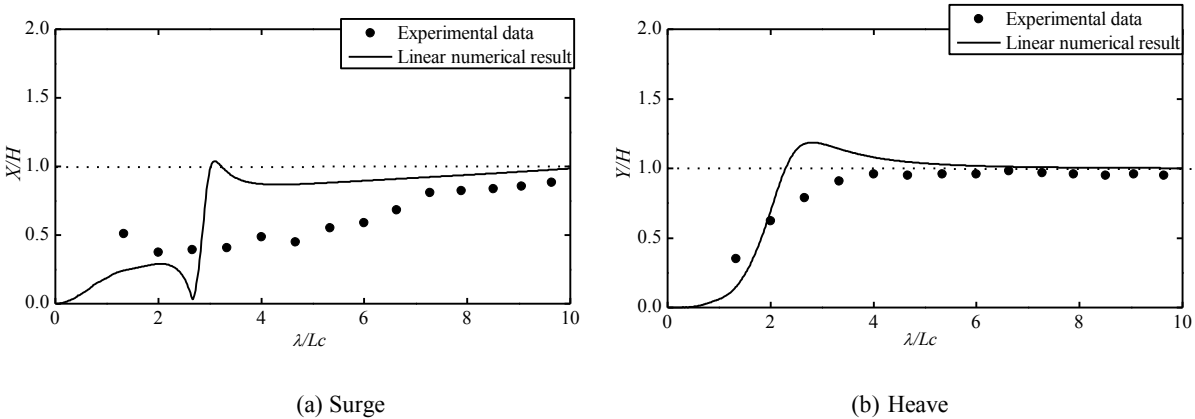 2.0
Experimental data
Linear numerical result
1.5
1.0
0.5
0.0
X/H
0 2 4 6 8 10
λ/Lc
(a) Surge
2.0
Experimental data
Linear numerical result
1.5
1.0
0.5
0.0
Y/H
0 2 4 6 8 10
λ/Lc
(b) Heave